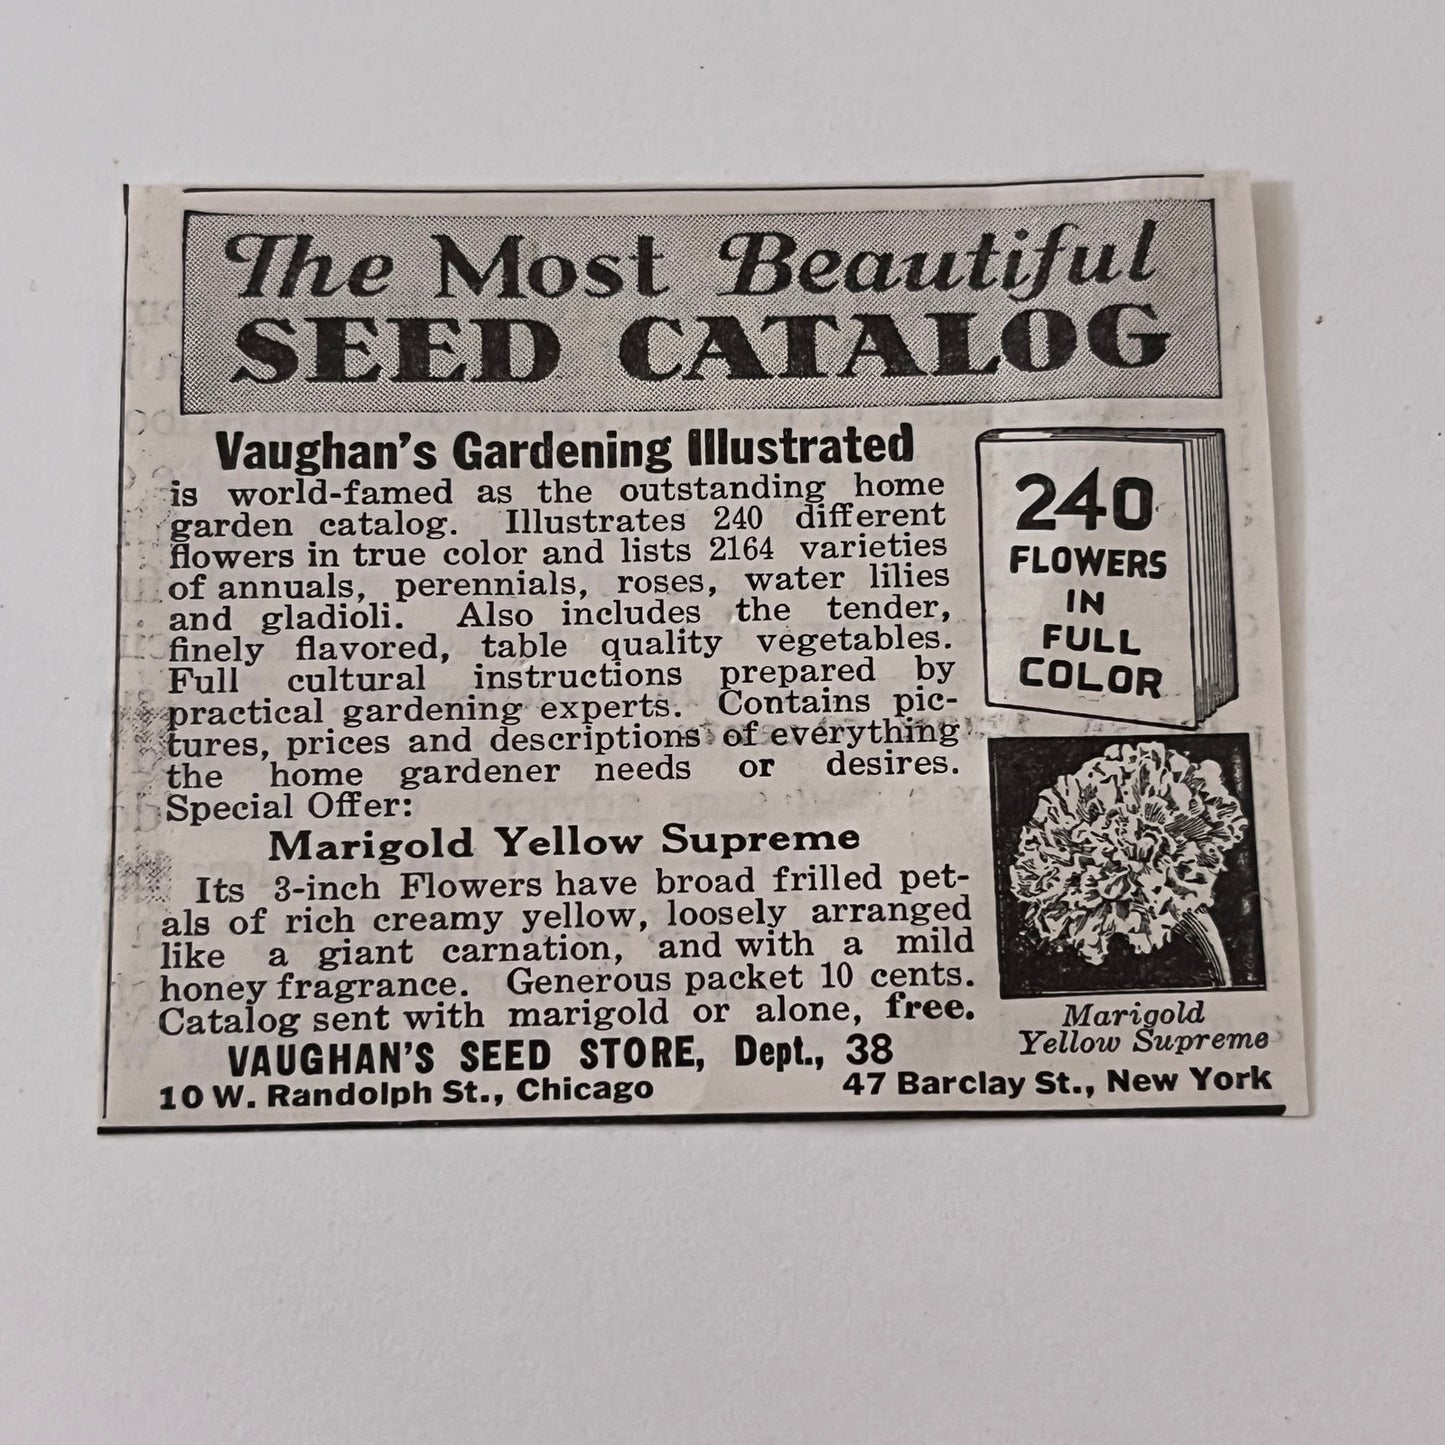 The Most Beautiful
SEED CATALOG
Vaughan's Gardening Illustrated
is world-famed as the outstanding home
garden catalog. Illustrates 240 different
flowers in true color and lists 2164 varieties
of annuals, perennials, roses, water lilies
and gladioli. Also includes the tender,
finely flavored, table quality vegetables.
Full cultural instructions prepared by
practical gardening experts. Contains pic-
tures, prices and descriptions of everything
the home gardener needs or desires.
Special Offer:
Marigold Yellow Supreme
Its 3-inch Flowers have broad frilled pet-
als of rich creamy yellow, loosely arranged
like a giant carnation, and with a mild
honey fragrance. Generous packet 10 cents.
Catalog sent with marigold or alone, free.
240
FLOWERS
IN
FULL
COLOR
Marigold
Yellow Supreme
VAUGHAN'S SEED STORE, Dept., 38
10 W. Randolph St., Chicago 47 Barclay St., New York